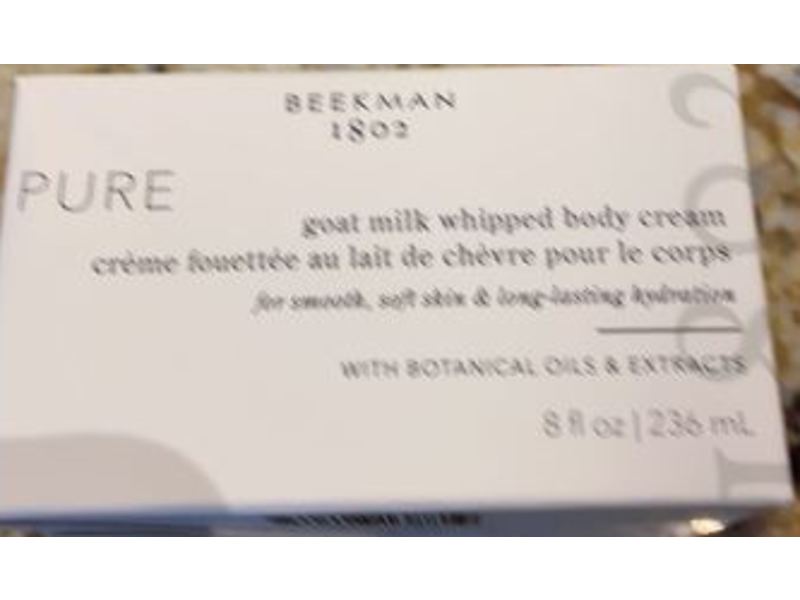 BEEKMAN
1802
PURE
goat milk whipped body cream
crème fouettée au lait de chèvre pour le corps
for smooth, soft skin & long-lasting hydration
WITH BOTANICAL OILS & EXTRACTS
8 fl oz | 236 mL
1802